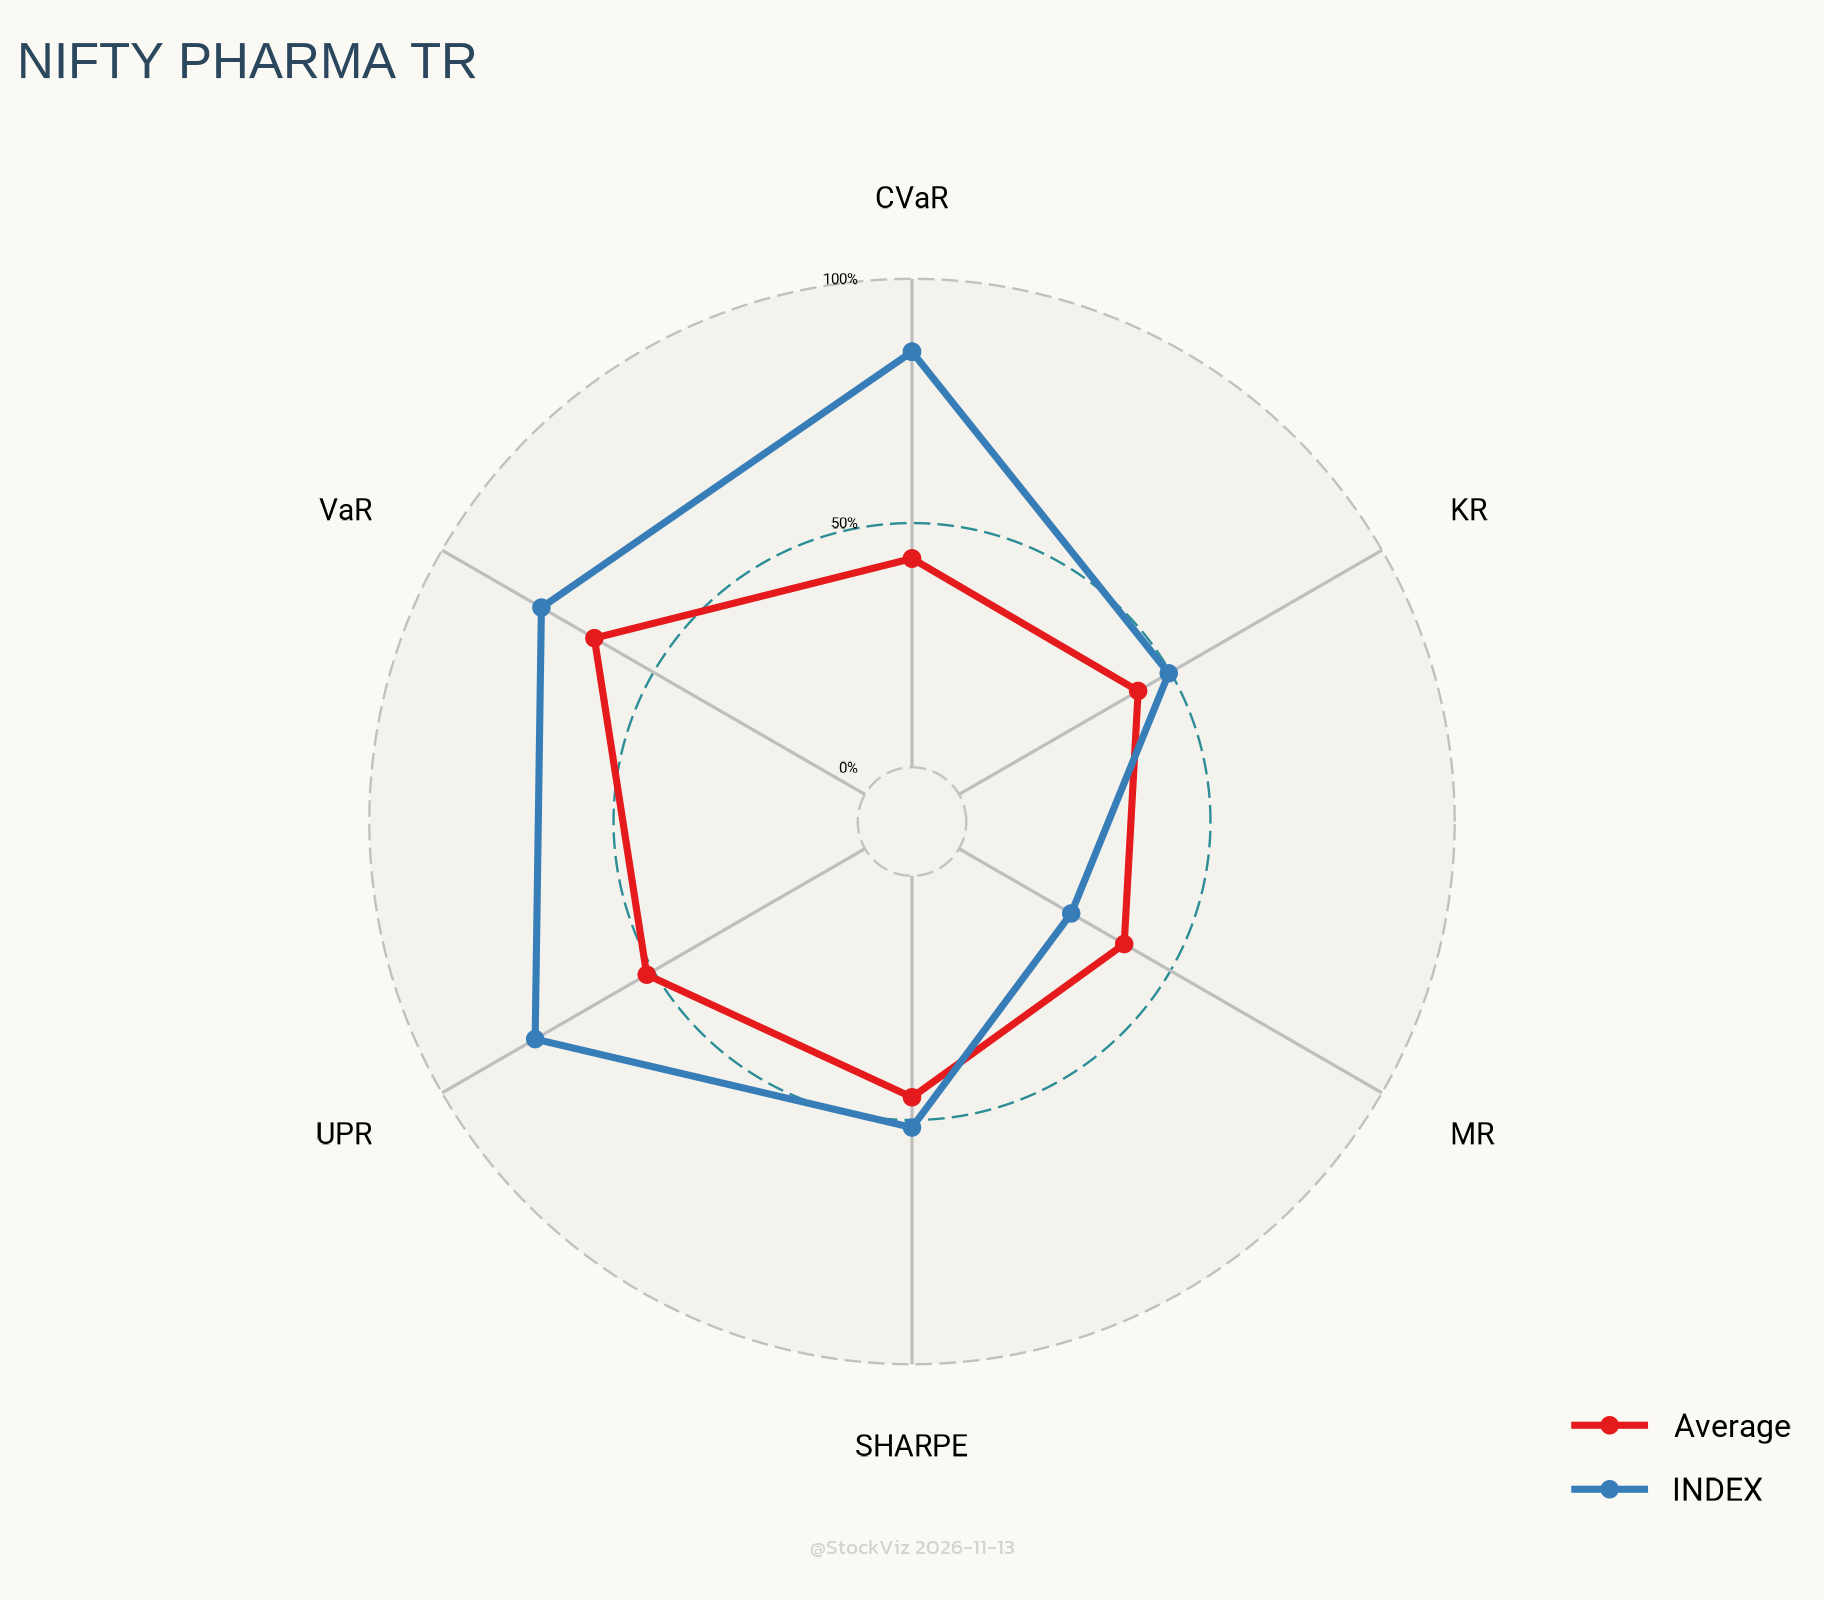 NIFTY PHARMA TR
CVaR
100%
VaR
KR
50%
0%
UPR
MR
SHARPE
Average
INDEX
@StockViz 2026-11-13